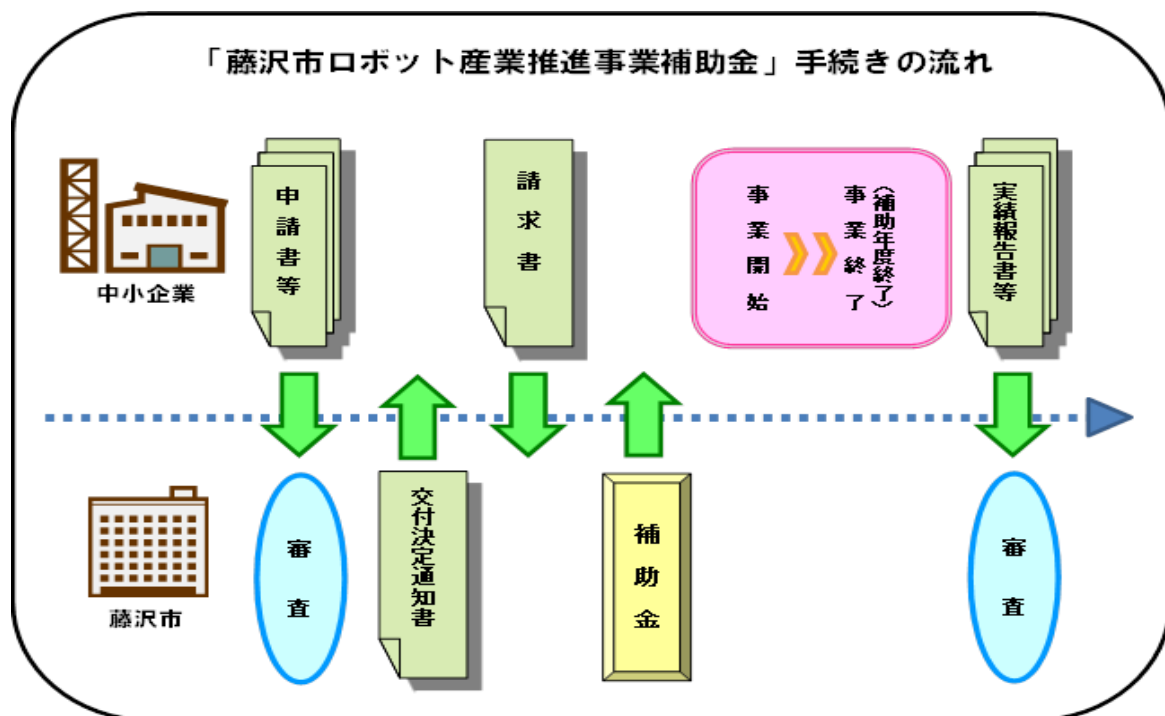 「藤沢市ロボット産業推進事業補助金」手続きの流れ
中小企業
申請書等
請求書
事業開始
事業終了
（補助年度終了）
実績報告書等
藤沢市
審査
交付決定通知書
補助金
審査